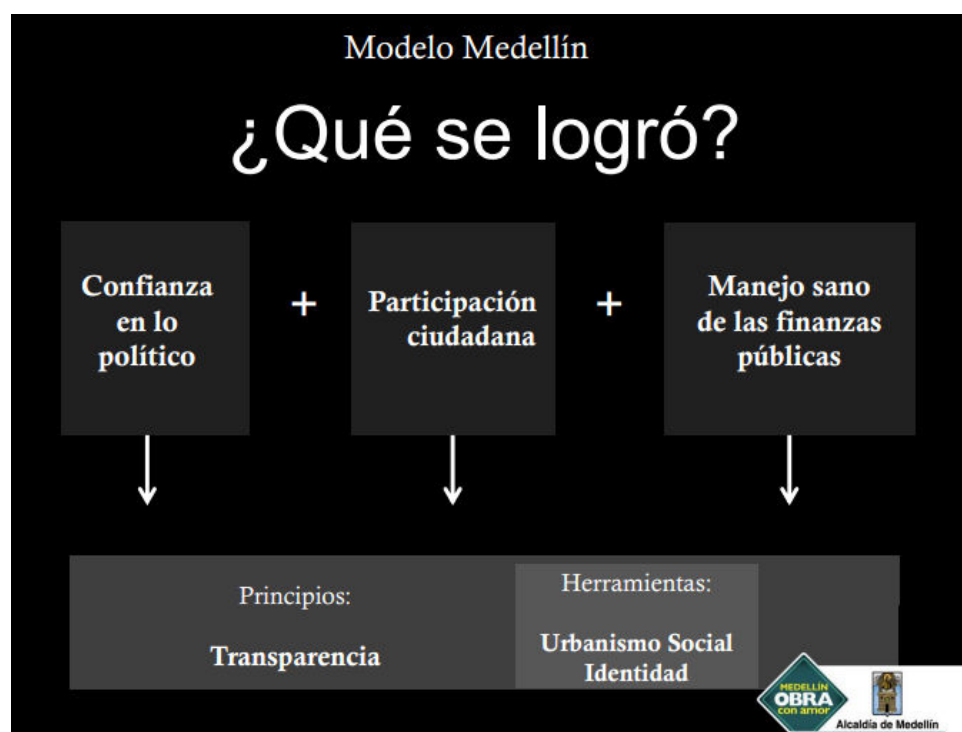 Modelo Medellín
¿Qué se logró?
Confianza
en lo
político
+
Participación
ciudadana
+
Manejo sano
de las finanzas
públicas
Principios:
Transparencia
Herramientas:
Urbanismo Social
Identidad
MEDELLÍN
OBRA
con amor
Alcaldía de Medellín